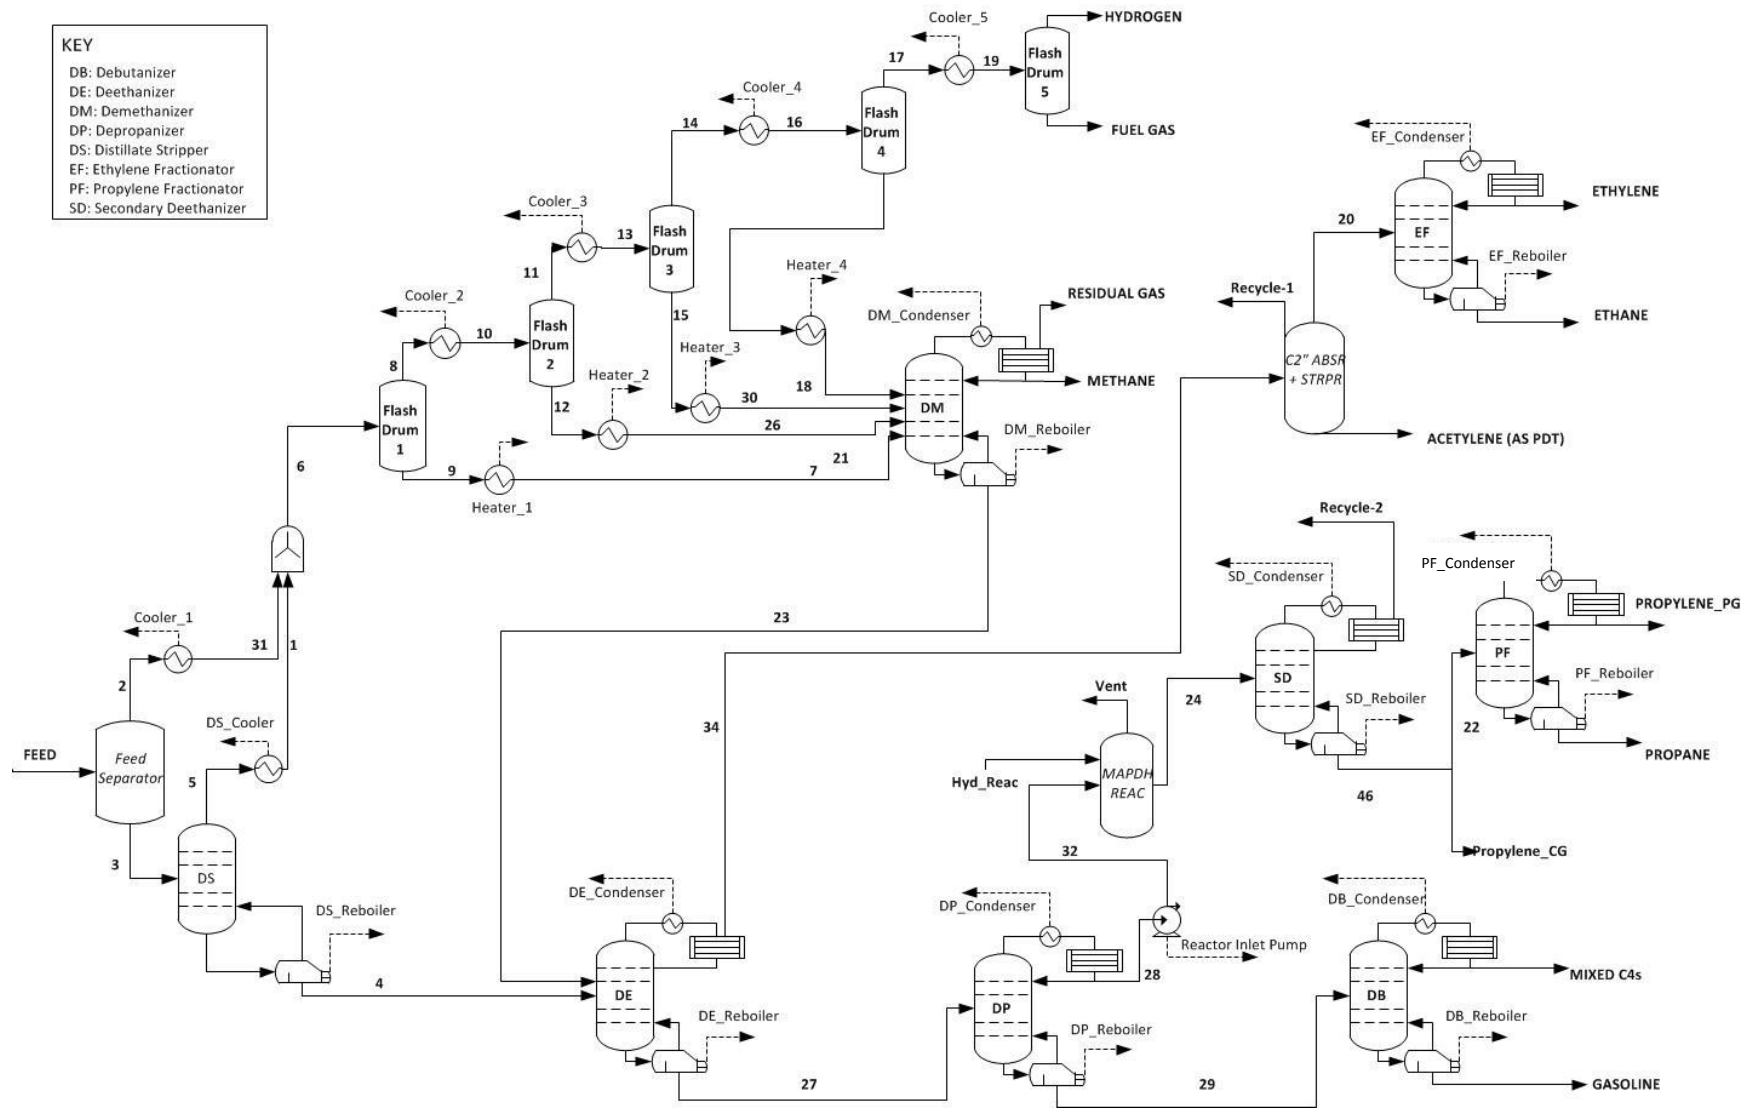 KEY
DB: Debutanizer
DE: Deethanizer
DM: Demethanizer
DP: Depropanizer
DS: Distillate Stripper
EF: Ethylene Fractionator
PF: Propylene Fractionator
SD: Secondary Deethanizer
Cooler_5
HYDROGEN
17
19
Flash
Drum
5
FUEL GAS
Cooler_4
14
16
Flash
Drum
4
Cooler_3
11
13
Flash
Drum
3
15
Cooler_2
8
10
Flash
Drum
2
12
Heater_4
18
Heater_3
30
Heater_2
26
Flash
Drum
1
6
9
Heater_1
7
21
DM_Condenser
RESIDUAL GAS
METHANE
DM
DM_Reboiler
EF_Condenser
ETHYLENE
20
EF
EF_Reboiler
ETHANE
Recycle-1
C2" ABSR
+ STRPR
ACETYLENE (AS PDT)
Cooler_1
31
1
2
FEED
Feed
Separator
3
DS_Cooler
5
DS
DS_Reboiler
4
23
34
Recycle-2
SD_Condenser
SD
SD_Reboiler
24
46
22
PF_Condenser
PROPYLENE_PG
PF
PF_Reboiler
PROPANE
Propylene_CG
Vent
Hyd_Reac
MAPDH
REAC
32
DE_Condenser
DE
DE_Reboiler
27
DP_Condenser
DP
28
Reactor Inlet Pump
DP_Reboiler
29
DB_Condenser
DB
MIXED C4s
DB_Reboiler
GASOLINE